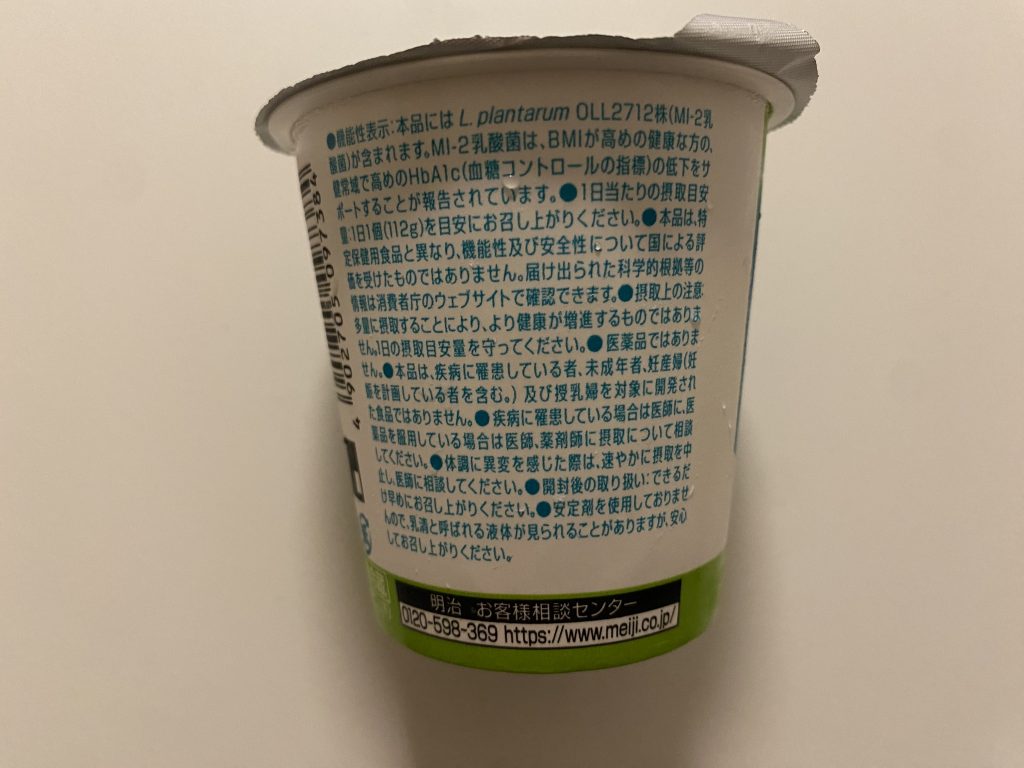 ●機能性表示:本品には L. plantarum OLL2712株(MI-2乳
酸菌)が含まれます。MI-2乳酸菌は、BMIが高めの健康な方の、
健常域で高めのHbA1c(血糖コントロールの指標)の低下をサ
ポートすることが報告されています。●1日当たりの摂取目安
量:1日1個(112g)を目安にお召し上がりください。●本品は、特
定保健用食品と異なり、機能性及び安全性について国による評
価を受けたものではありません。届け出られた科学的根拠等の
情報は消費者庁のウェブサイトで確認できます。●摂取上の注意:
多量に摂取することにより、より健康が増進するものではありま
せん。1日の摂取目安量を守ってください。●医薬品ではありま
せん。●本品は、疾病に罹患している者、未成年者、妊産婦(妊
娠を計画している者を含む。)及び授乳婦を対象に開発され
た食品ではありません。●疾病に罹患している場合は医師に、医
薬品を服用している場合は医師、薬剤師に摂取について相談
してください。●体調に異変を感じた際は、速やかに摂取を中
止し、医師に相談してください。●開封後の取り扱い:できるだ
け早めにお召し上がりください。●安定剤を使用しておりませ
んので、乳清と呼ばれる液体が見られることがありますが、安心
してお召し上がりください。
4 902705 097384
明治 お客様相談センター
0120-598-369 https://www.meiji.co.jp/